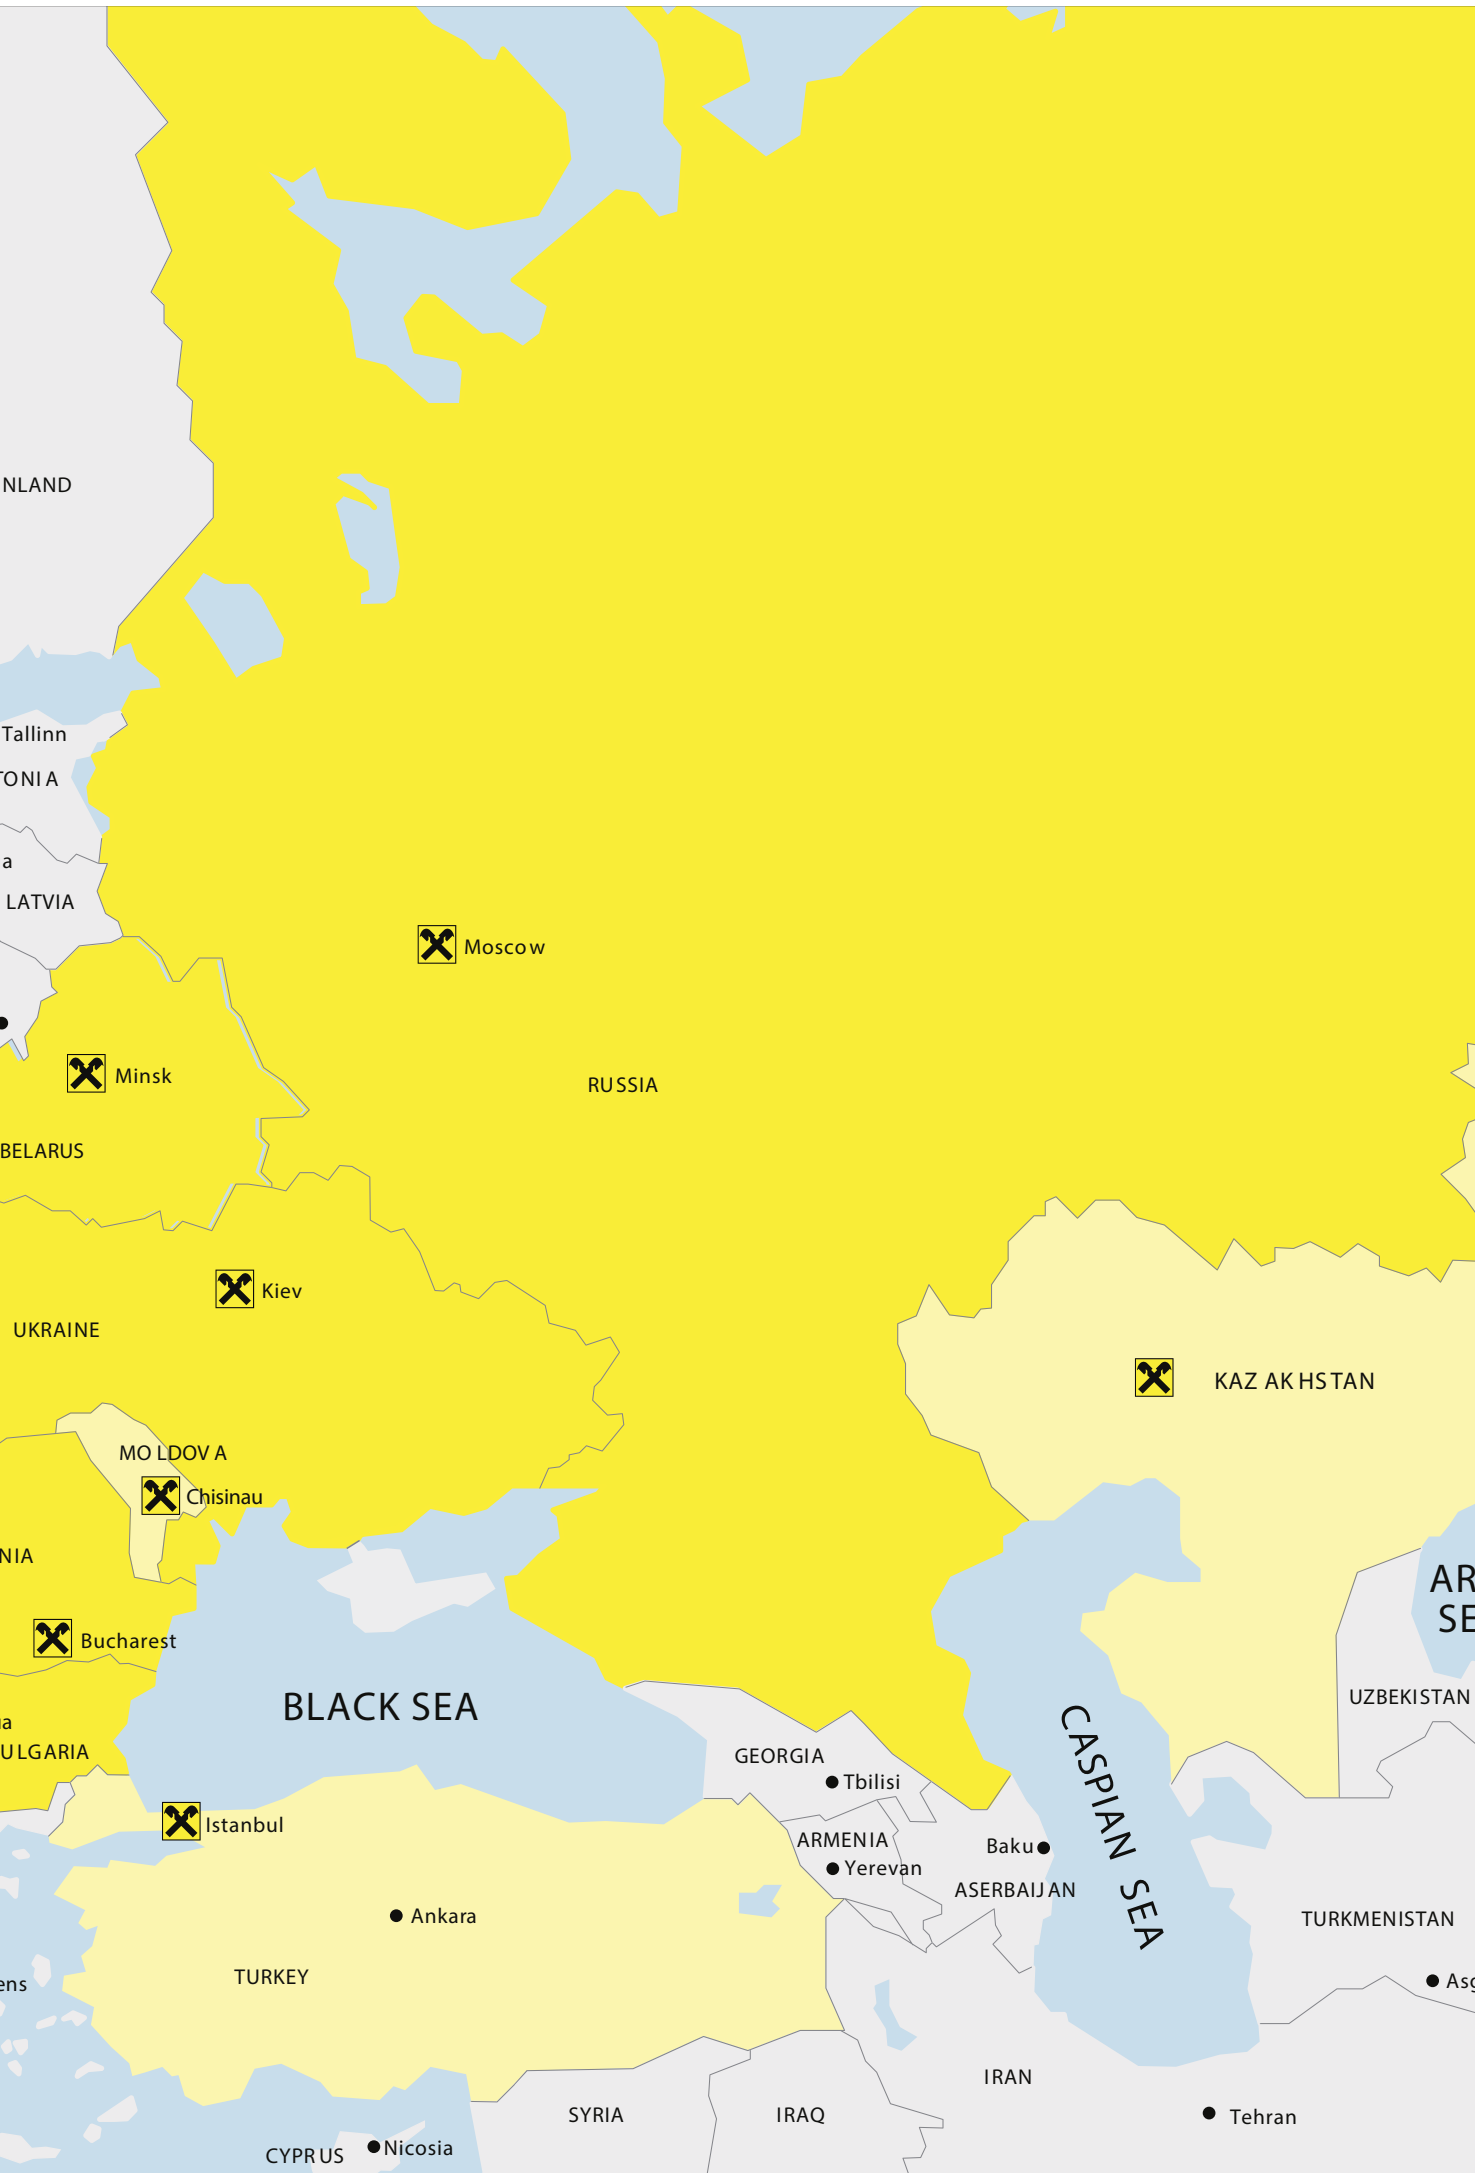 NLAND
Tallinn
TONIA
a
LATVIA
Moscow
Minsk
RUSSIA
BELARUS
Kiev
UKRAINE
KAZAKHSTAN
MOLDOVA
Chisinau
NIA
AR
SE
Bucharest
UZBEKISTAN
BLACK SEA
CASPIAN SEA
a
ULGARIA
GEORGIA
Tbilisi
Istanbul
ARMENIA
Baku
Yerevan
ASERBAIJAN
Ankara
TURKMENISTAN
TURKEY
ens
Asg
IRAN
SYRIA
IRAQ
Tehran
CYPRUS
Nicosia